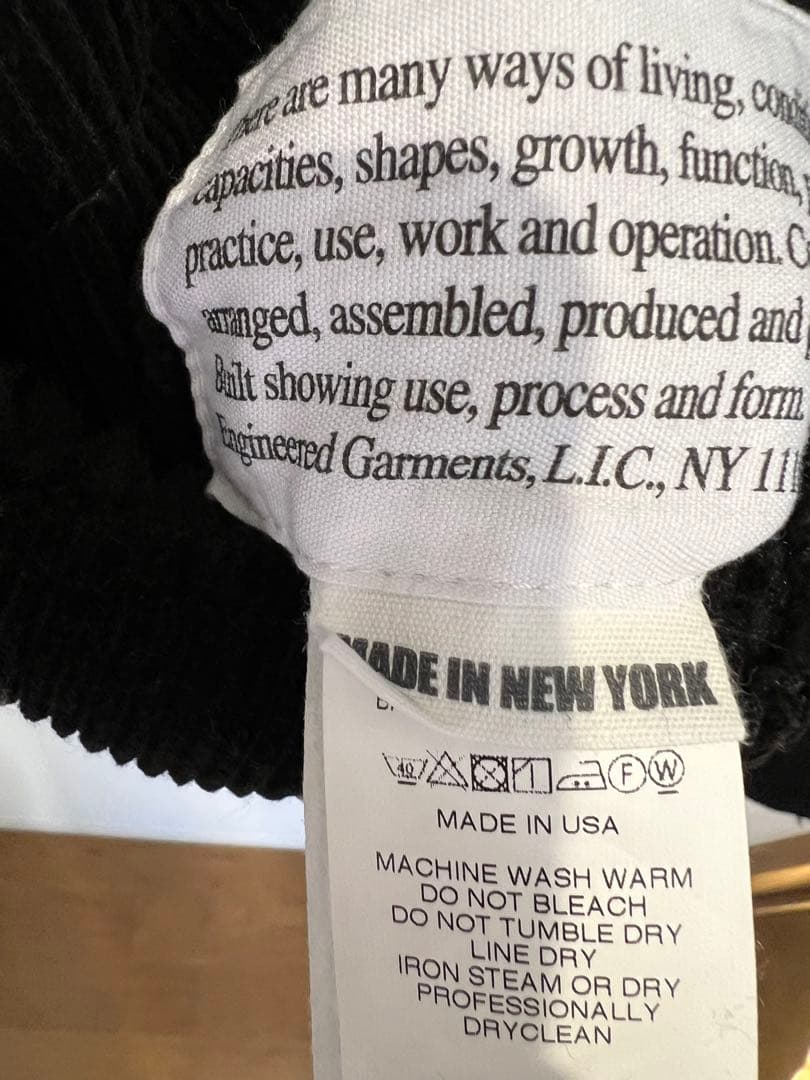 are many ways of living,
capacities, shapes, growth, function,
practice, use, work and operation.
arranged, assembled, produced and
Built showing use, process and form
Engineered Garments, L.I.C., NY
MADE IN NEW YORK
40 F W
MADE IN USA
MACHINE WASH WARM
DO NOT BLEACH
DO NOT TUMBLE DRY
LINE DRY
IRON STEAM OR DRY
PROFESSIONALLY
DRYCLEAN